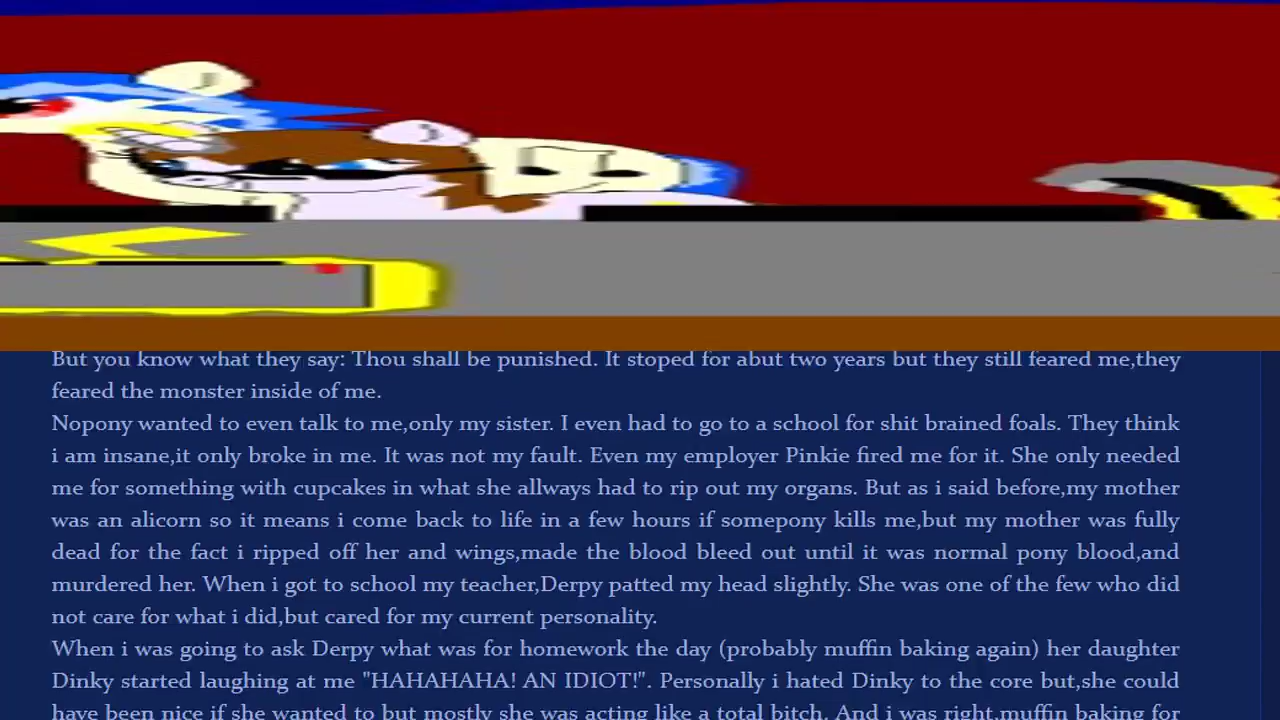 But you know what they say: Thou shall be punished. It stoped for abut two years but they still feared me,they
feared the monster inside of me.
Nopony wanted to even talk to me,only my sister. I even had to go to a school for shit brained foals. They think
i am insane,it only broke in me. It was not my fault. Even my employer Pinkie fired me for it. She only needed
me for something with cupcakes in what she allways had to rip out my organs. But as i said before,my mother
was an alicorn so it means i come back to life in a few hours if somepony kills me,but my mother was fully
dead for the fact i ripped off her and wings,made the blood bleed out until it was normal pony blood,and
murdered her. When i got to school my teacher,Derpy patted my head slightly. She was one of the few who did
not care for what i did,but cared for my current personality.
When i was going to ask Derpy what was for homework the day (probably muffin baking again) her daughter
Dinky started laughing at me "HAHAHAHA! AN IDIOT!". Personally i hated Dinky to the core but,she could
have been nice if she wanted to but mostly she was acting like a total bitch. And i was right,muffin baking for